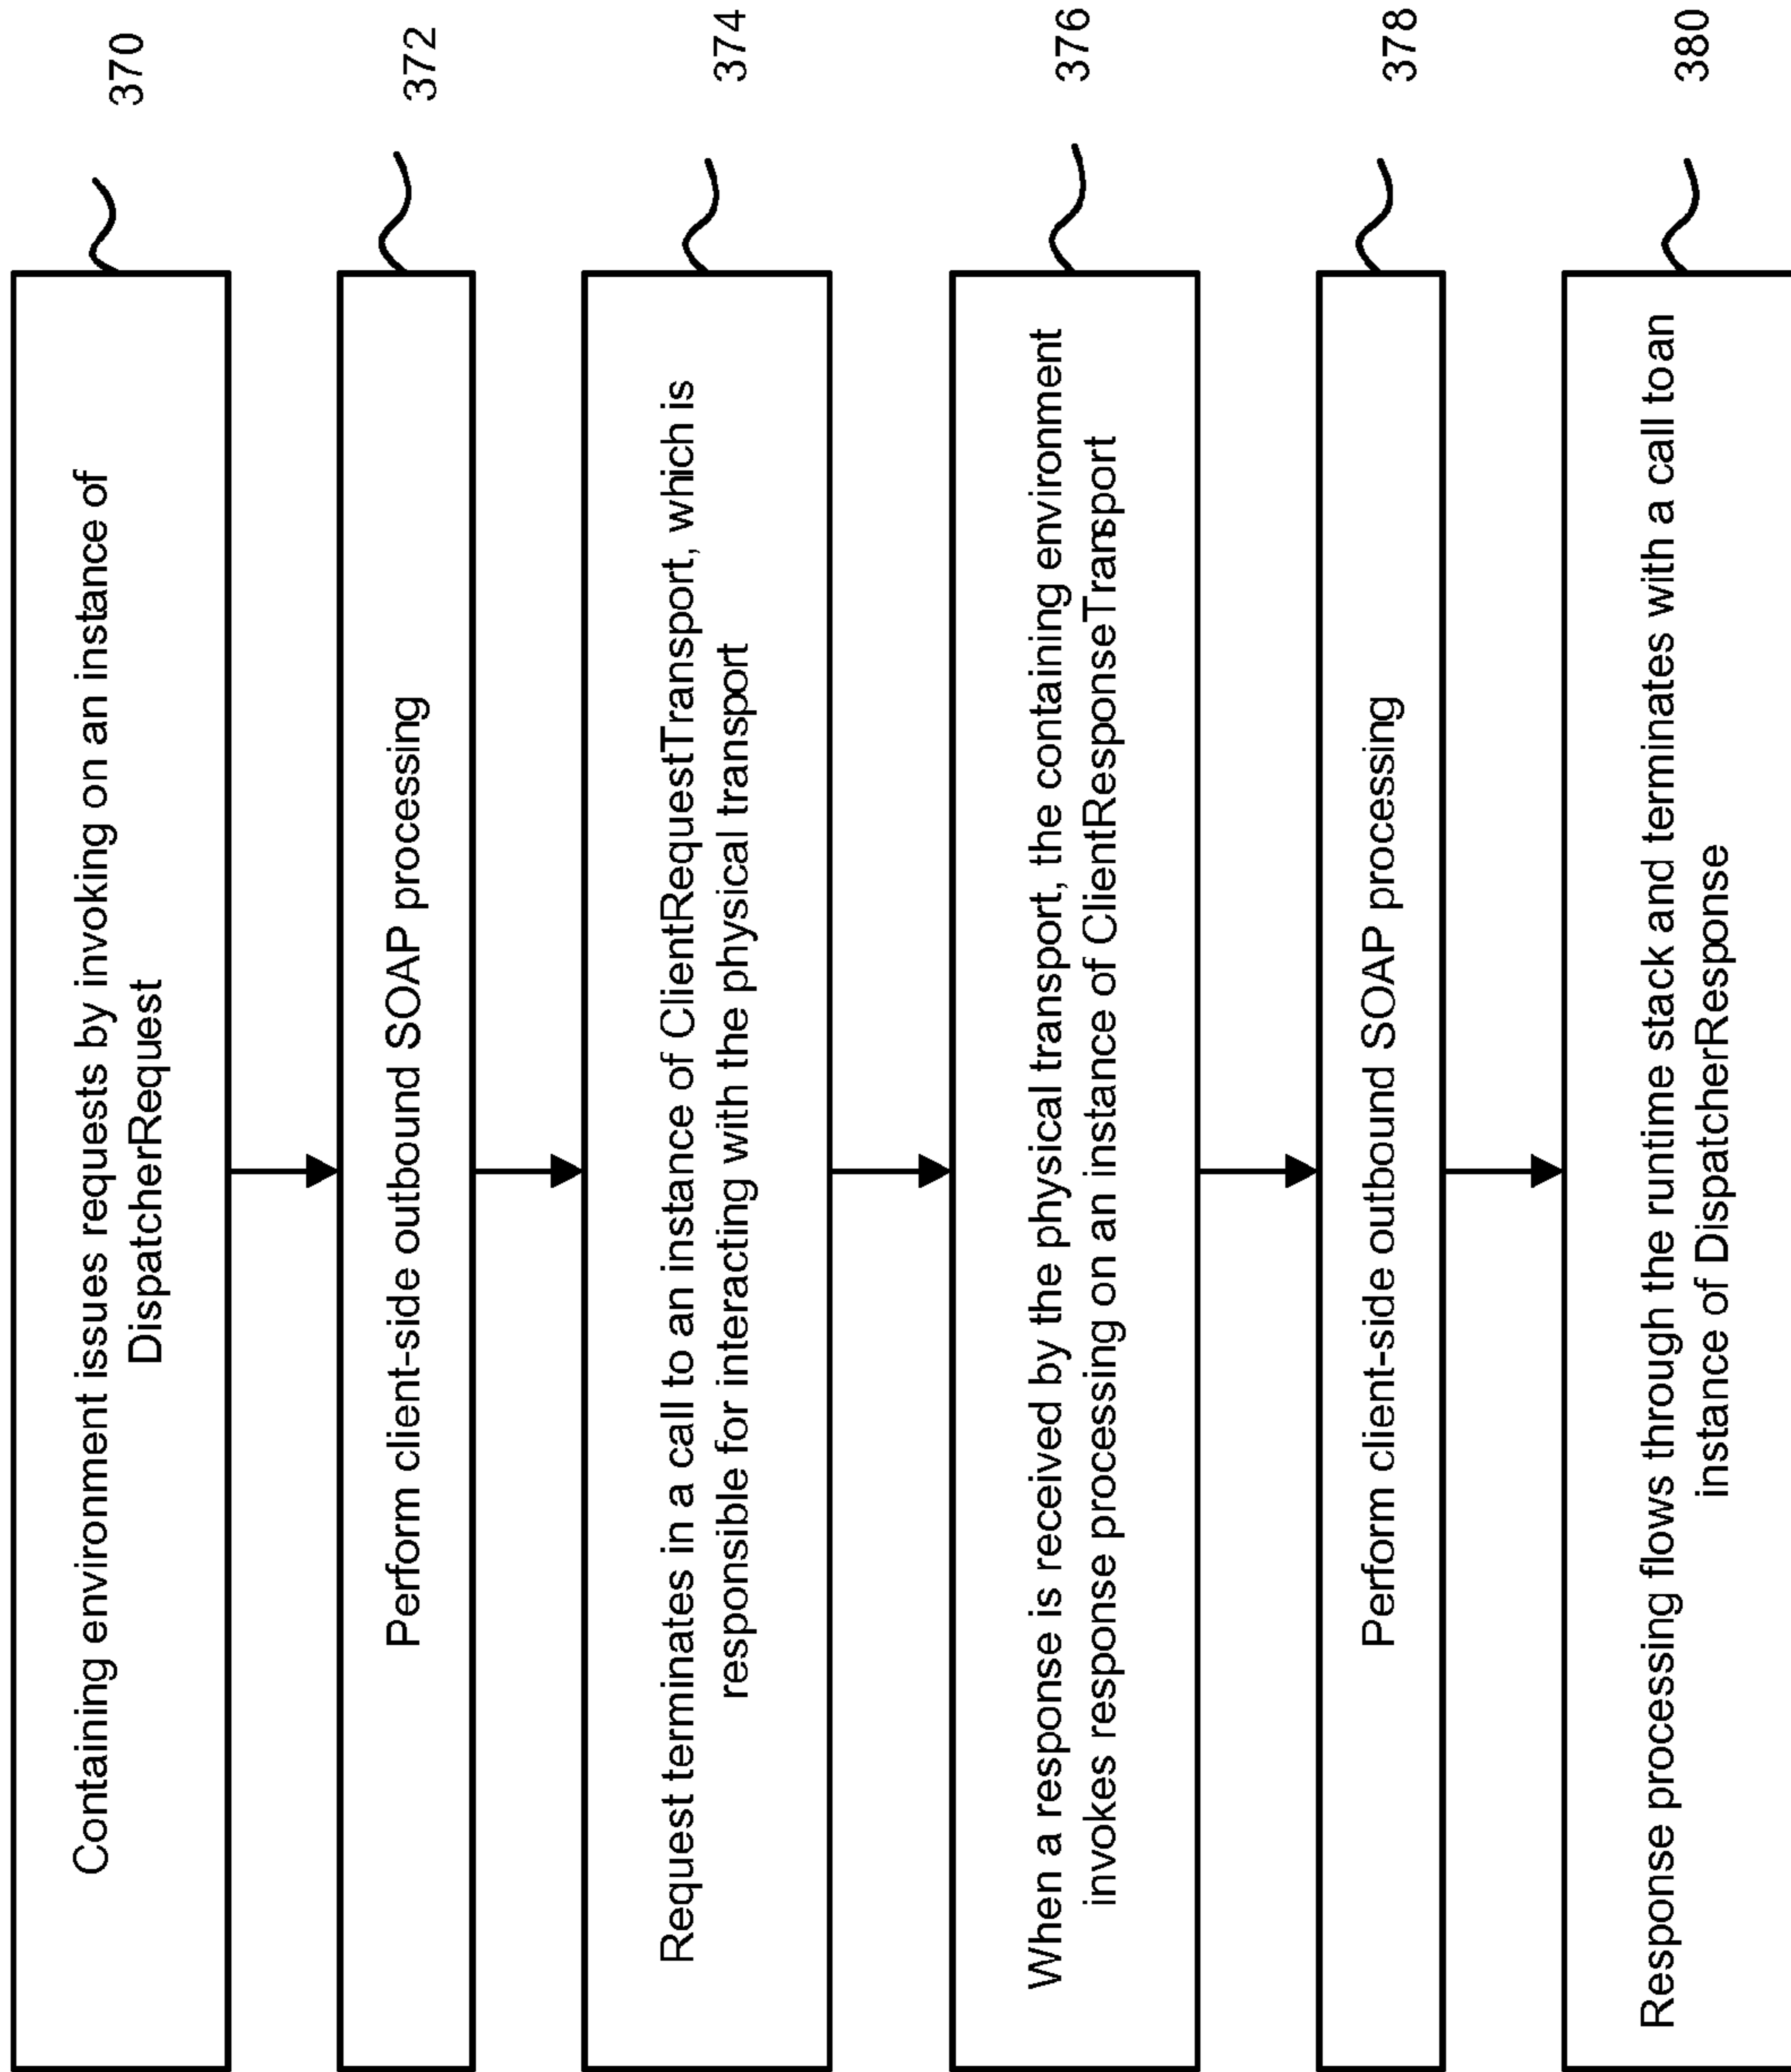 Containing environment issues requests by invoking on an instance of
DispatcherRequest
370
Perform client-side outbound SOAP processing
372
Request terminates in a call to an instance of ClientRequestTransport, which is
responsible for interacting with the physical transport
374
When a response is received by the physical transport, the containing environment
invokes response processing on an instance of ClientResponseTransport
376
Perform client-side outbound SOAP processing
378
Response processing flows through the runtime stack and terminates with a call toan
instance of DispatcherResponse
380